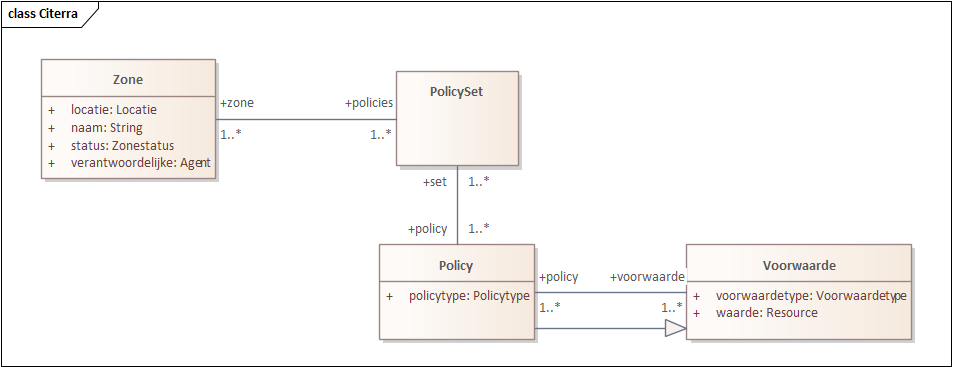 class Citerra
Zone
+ locatie: Locatie
+ naam: String
+ status: Zonestatus
+ verantwoordelijke: Agent
+zone
+policies
1..*
1..*
PolicySet
+set
1..*
+policy
1..*
Policy
+ policytype: Policytype
+policy
+voorwaarde
1..*
1..*
Voorwaarde
+ voorwaardetype: Voorwaardetype
+ waarde: Resource